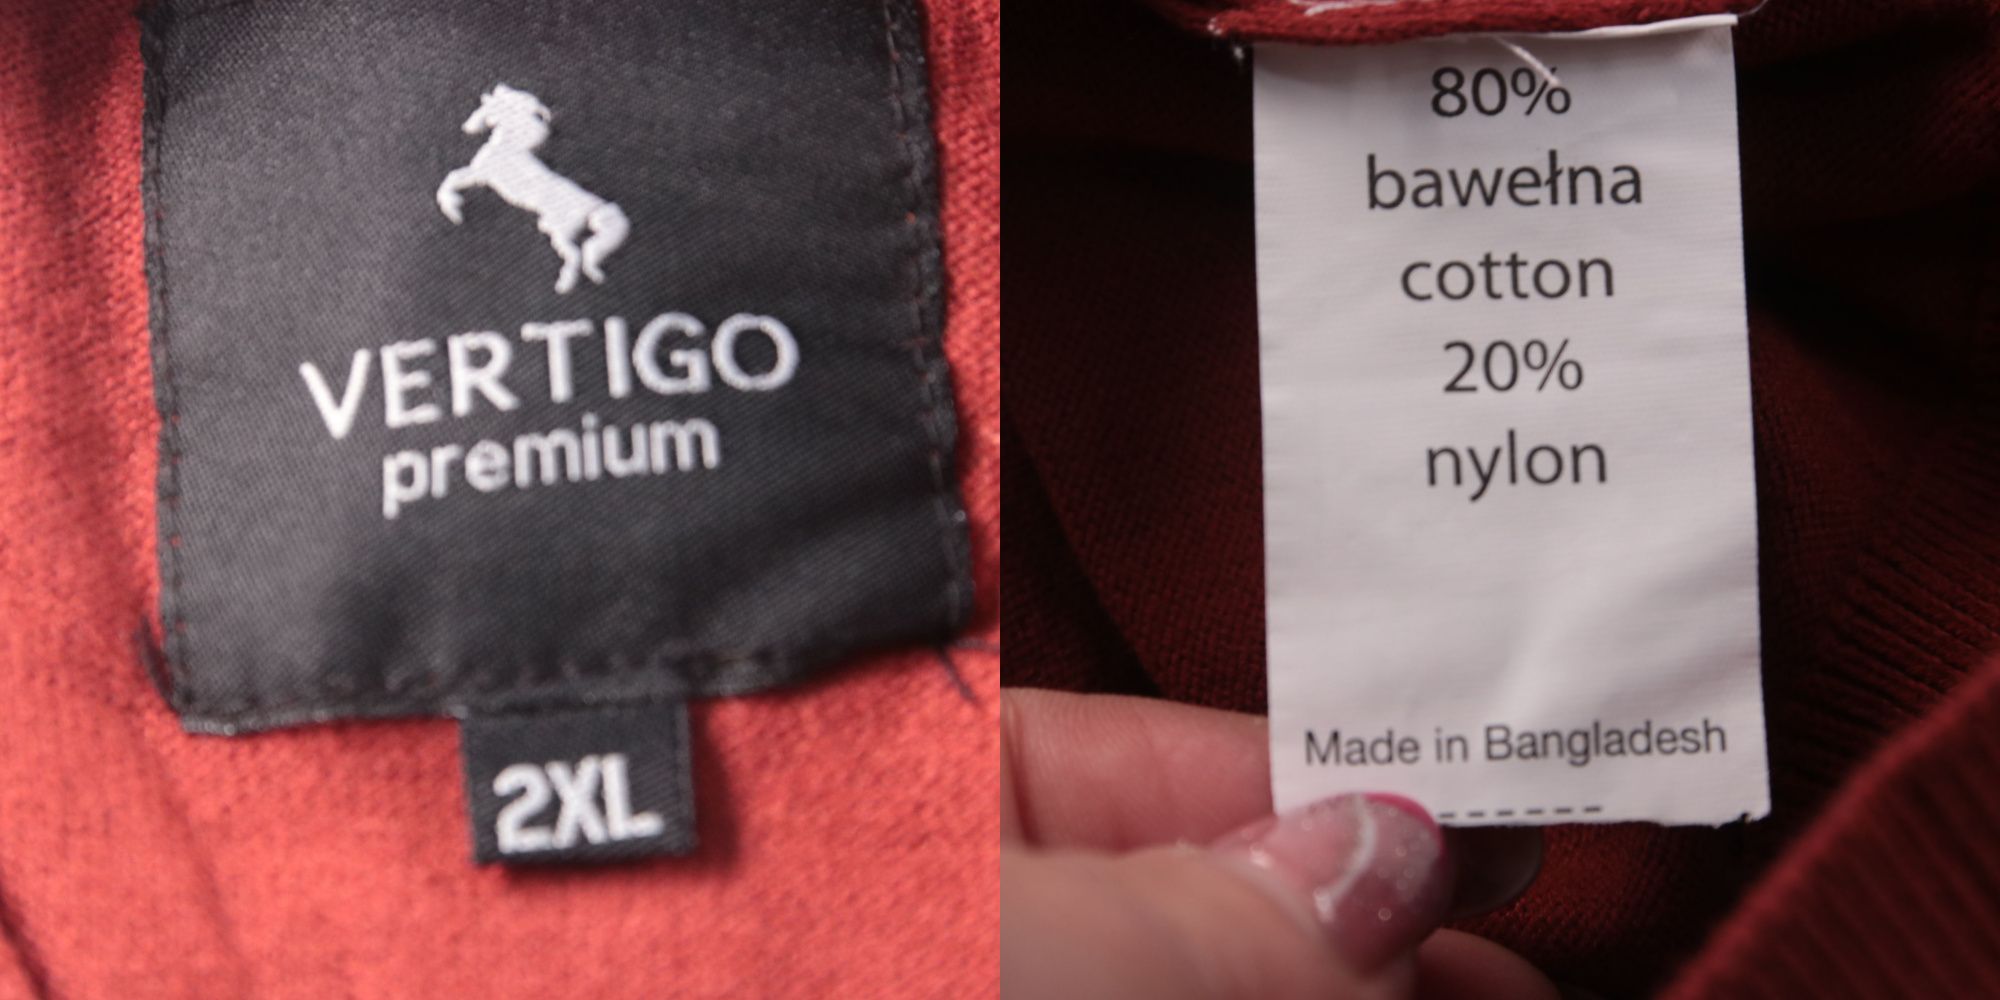 VERTIGO
premium
2XL
80%
bawełna
cotton
20%
nylon
Made in Bangladesh